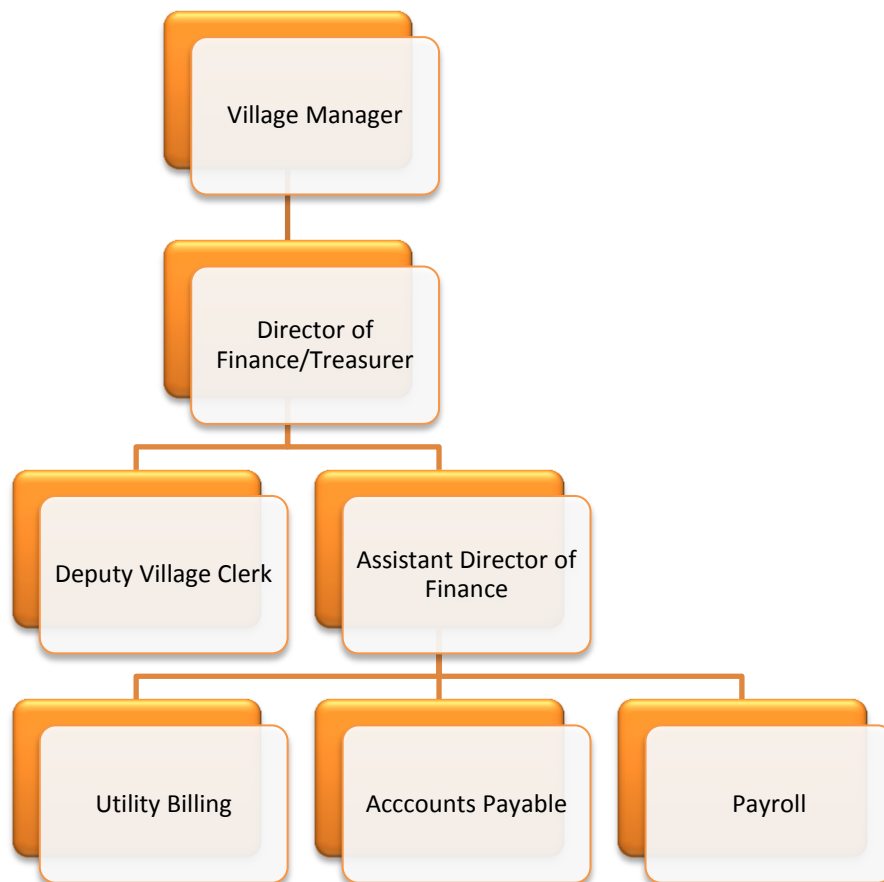 Village Manager
Director of
Finance/Treasurer
Deputy Village Clerk
Assistant Director of
Finance
Utility Billing
Acccounts Payable
Payroll